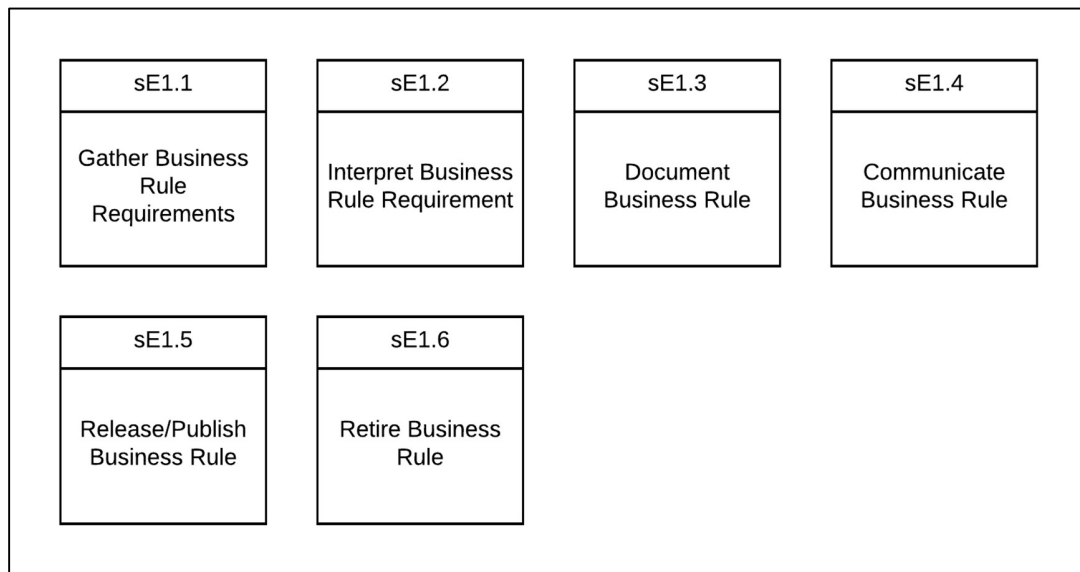 sE1.1
Gather Business
Rule
Requirements
sE1.2
Interpret Business
Rule Requirement
sE1.3
Document
Business Rule
sE1.4
Communicate
Business Rule
sE1.5
Release/Publish
Business Rule
sE1.6
Retire Business
Rule